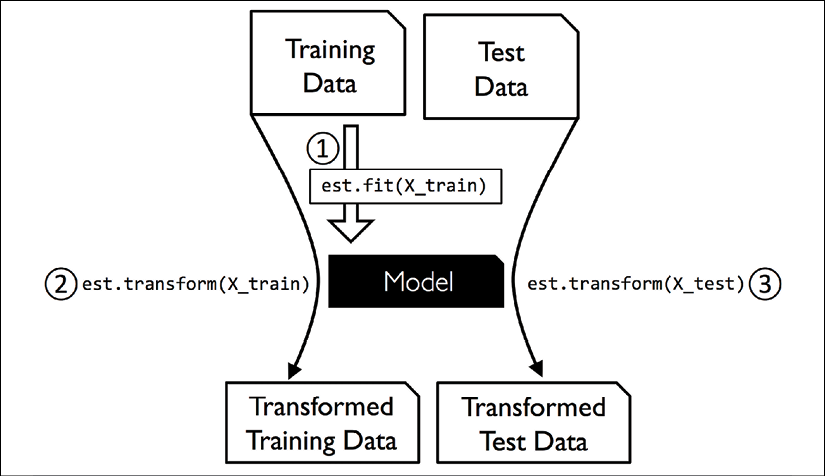 Training
Data
Test
Data
1
est.fit(X_train)
2 est.transform(X_train)
Model
est.transform(X_test) 3
Transformed
Training Data
Transformed
Test Data